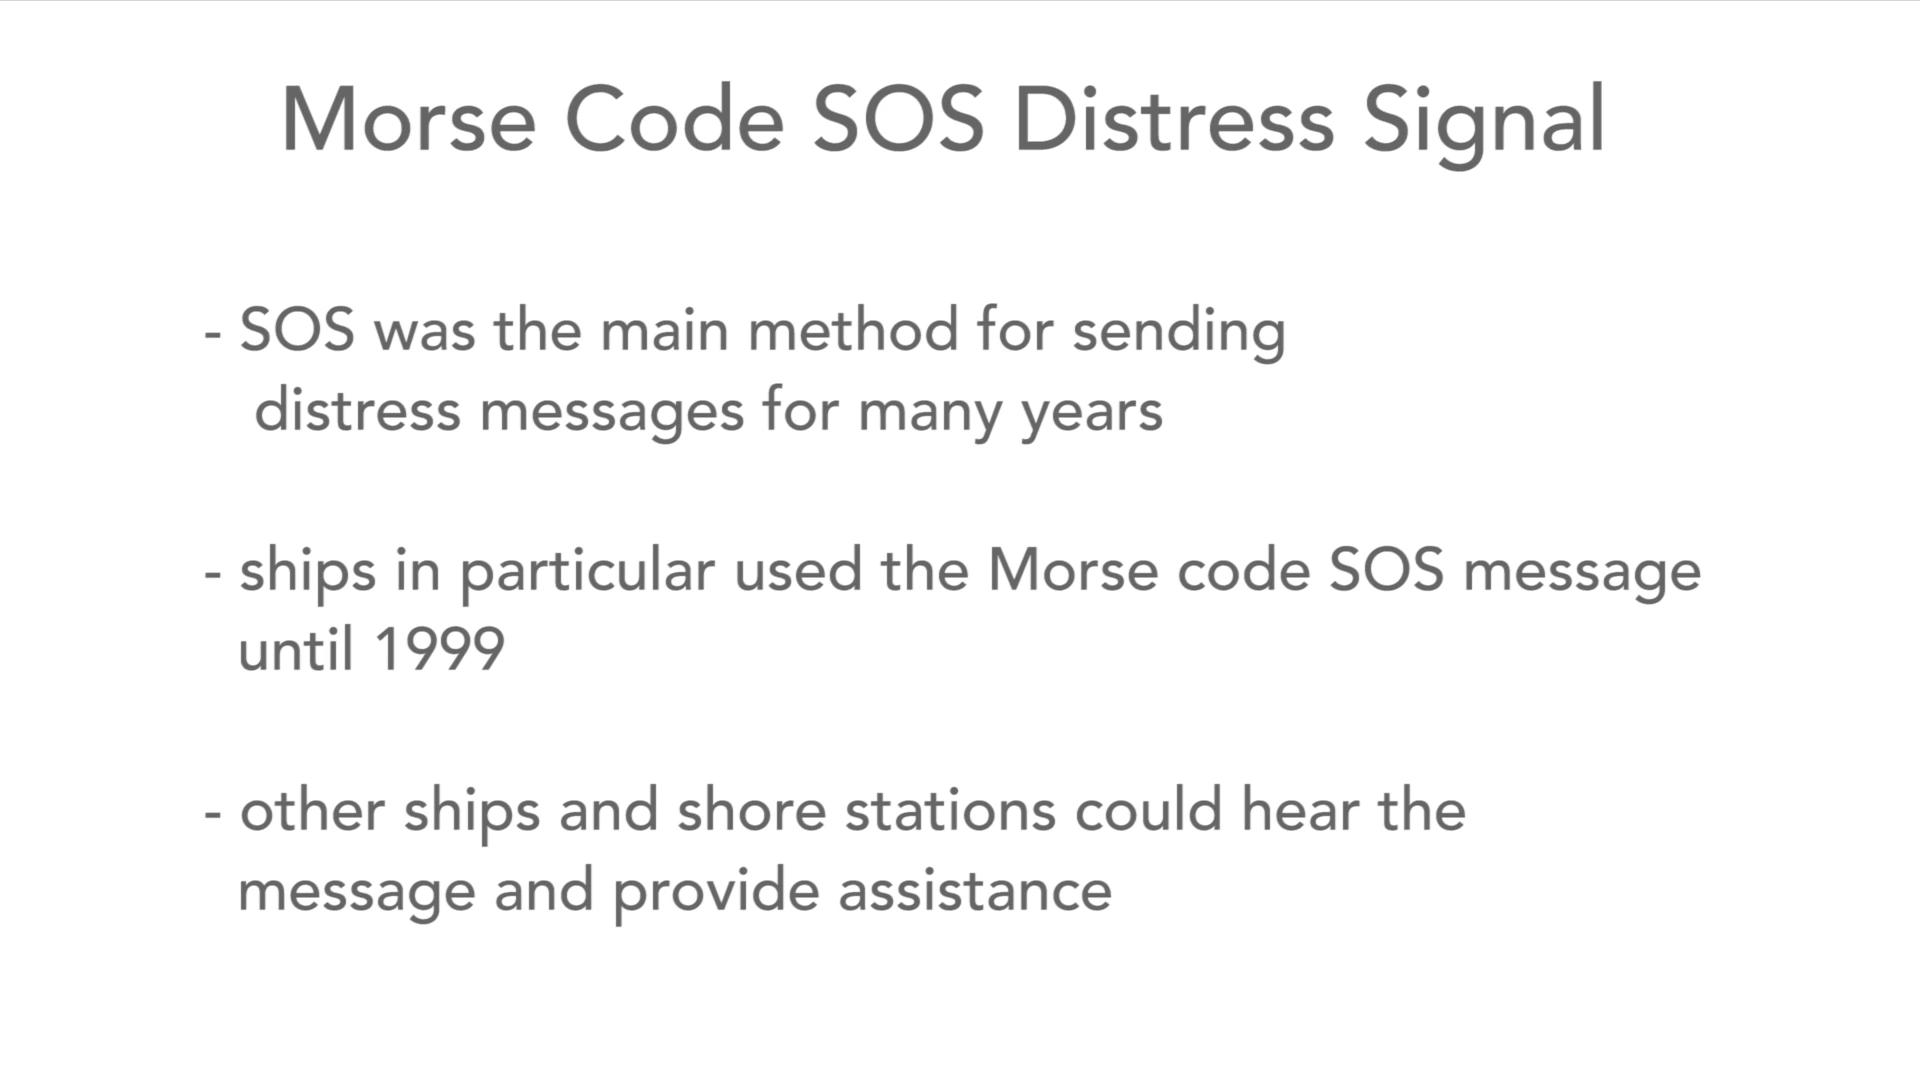 Morse Code SOS Distress Signal
- SOS was the main method for sending
distress messages for many years
- ships in particular used the Morse code SOS message
until 1999
- other ships and shore stations could hear the
message and provide assistance